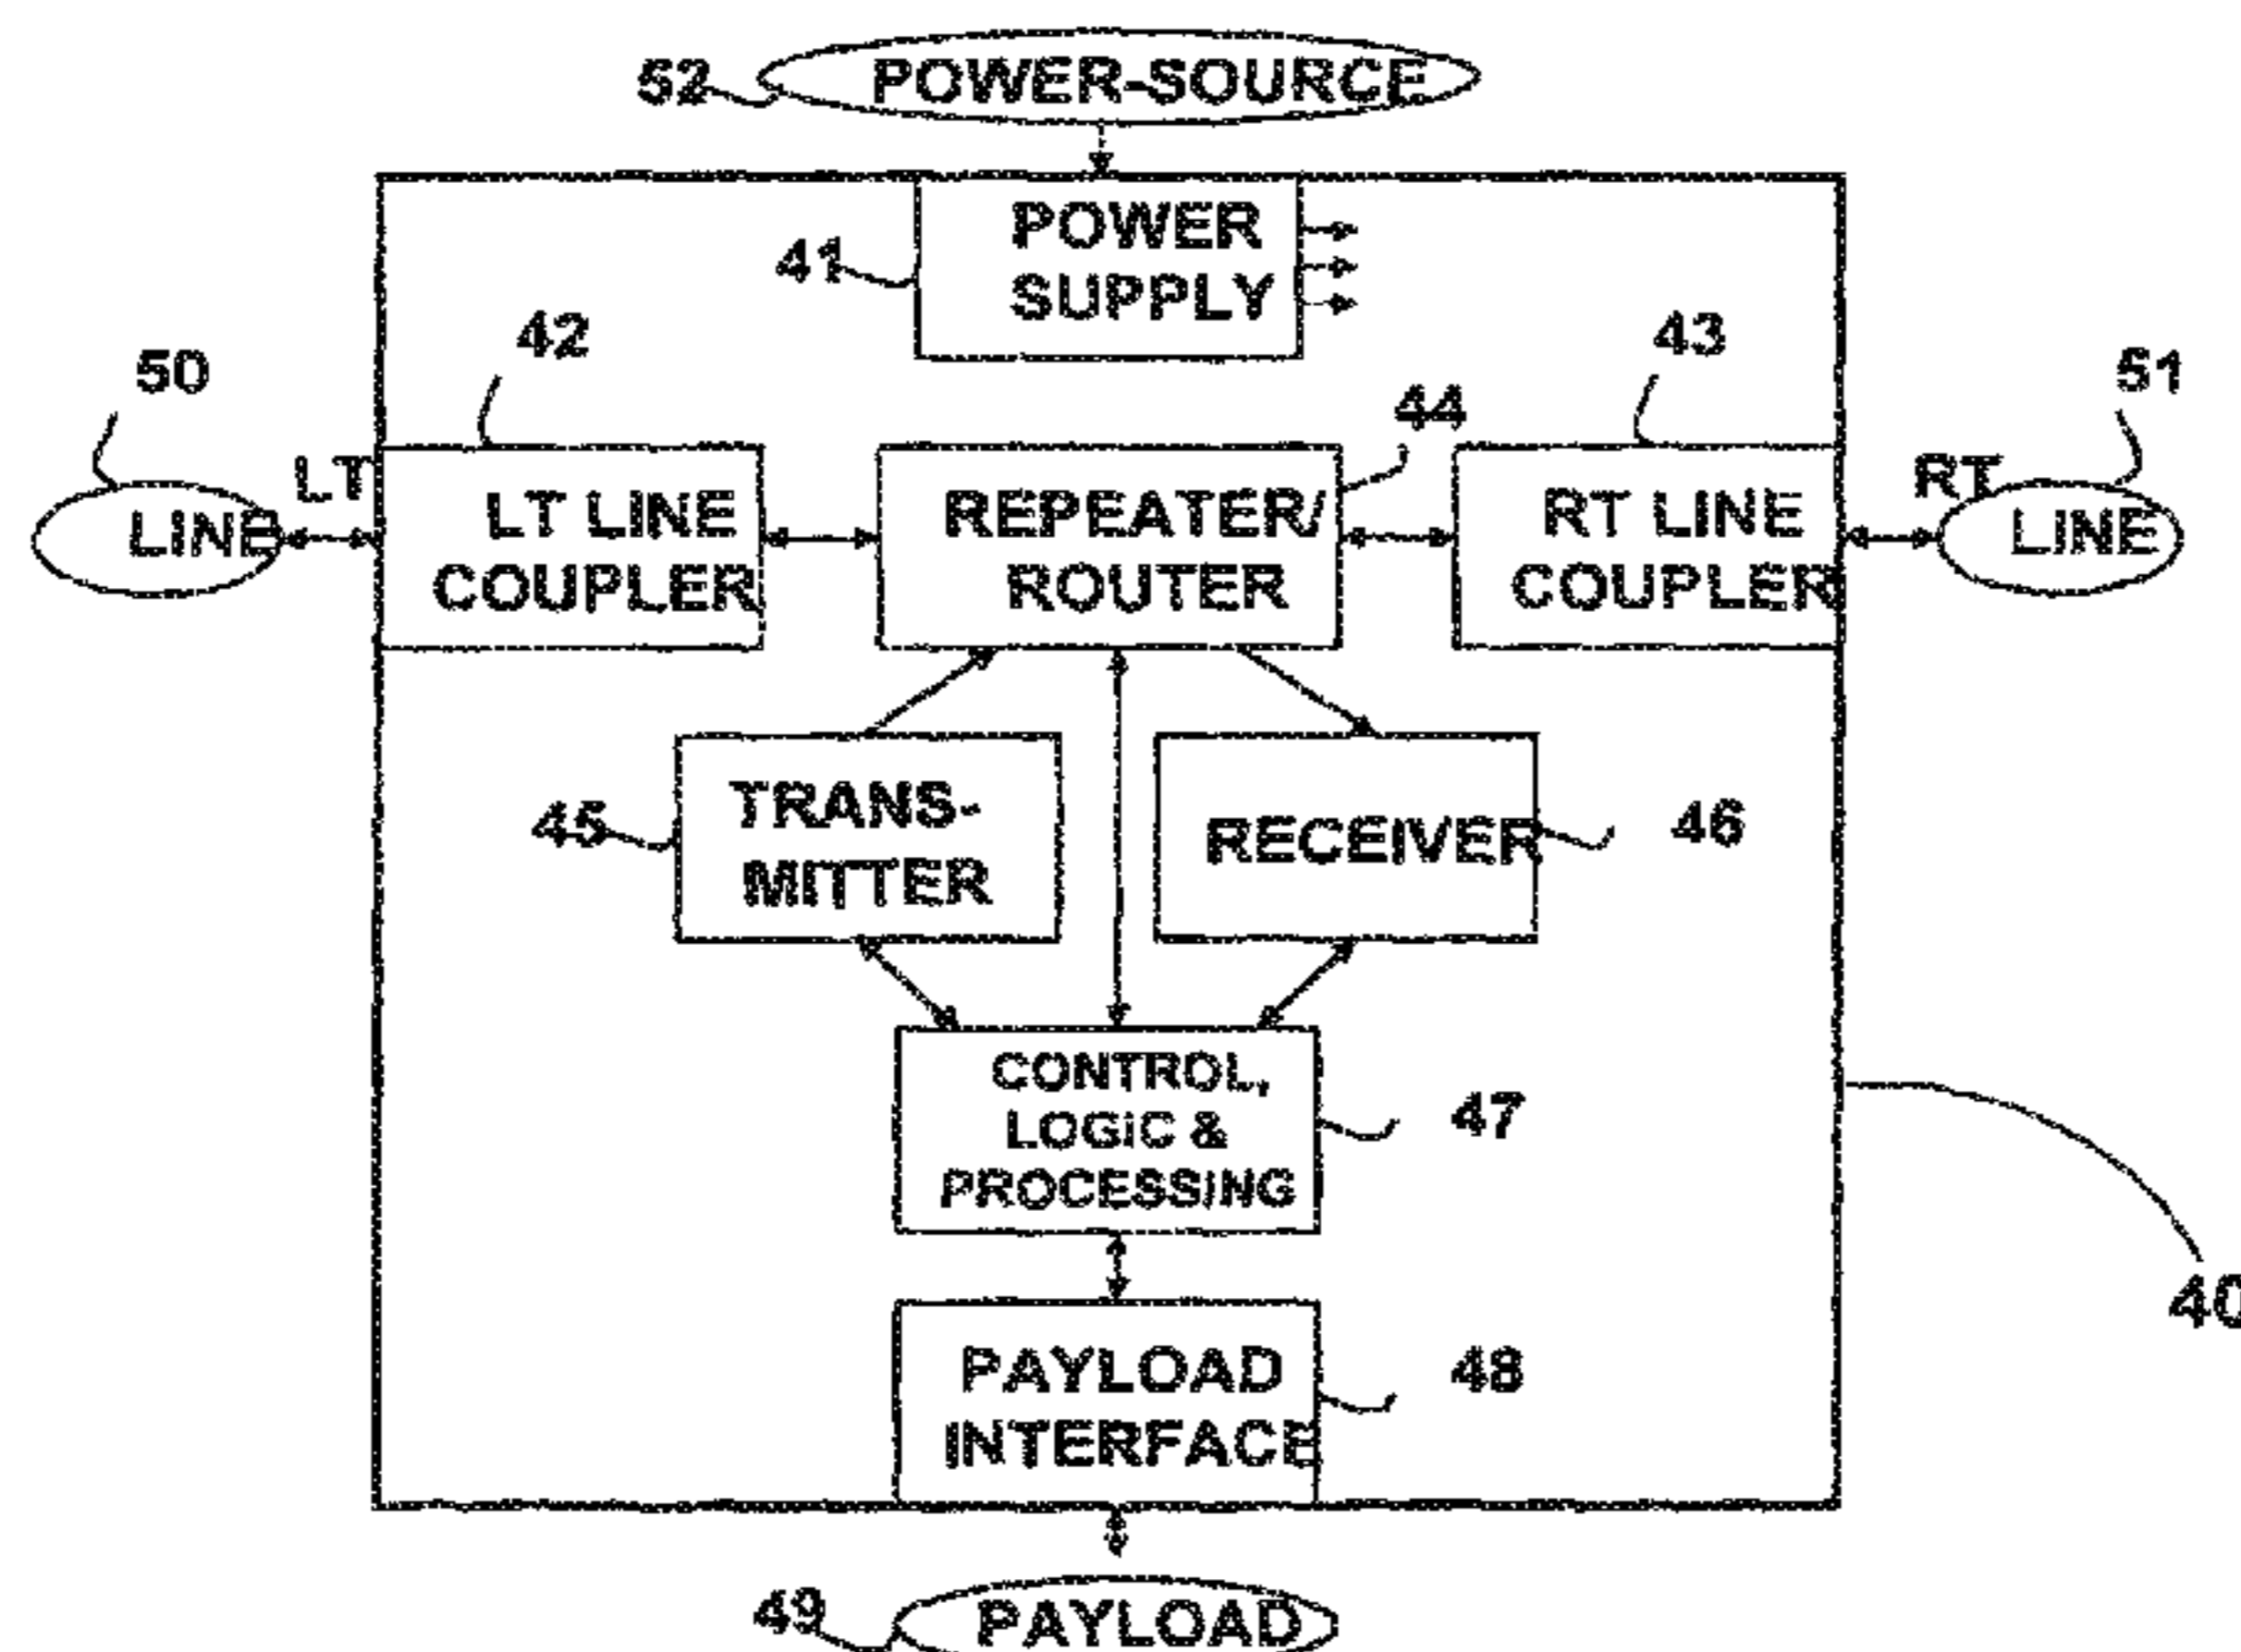 52 POWER-SOURCE
POWER
SUPPLY
41
42
43
50
51
44
LT
RT
LINE
LT LINE
COUPLER
REPEATER/
ROUTER
RT LINE
COUPLER
LINE
45
TRANS-
MITTER
RECEIVER
46
CONTROL,
LOGIC &
PROCESSING
47
40
PAYLOAD
INTERFACE
48
49 PAYLOAD